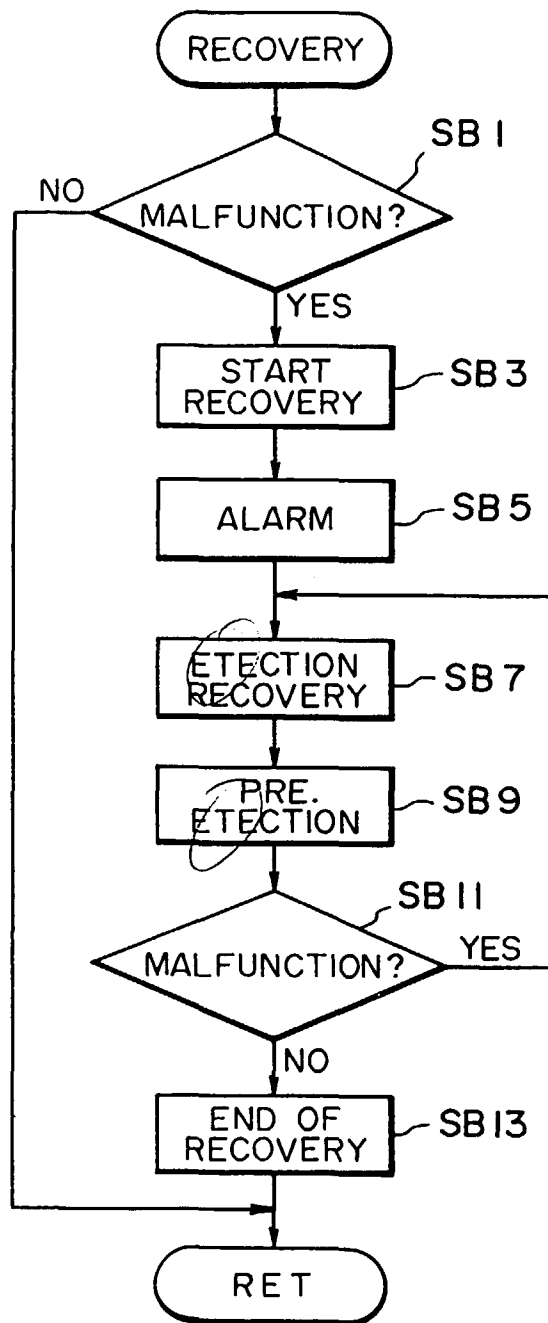 RECOVERY
SB1
NO
MALFUNCTION?
YES
START
RECOVERY
SB3
ALARM
SB5
ETECTION
RECOVERY
SB7
PRE.
ETECTION
SB9
SB11
MALFUNCTION?
YES
NO
END OF
RECOVERY
SB13
RET